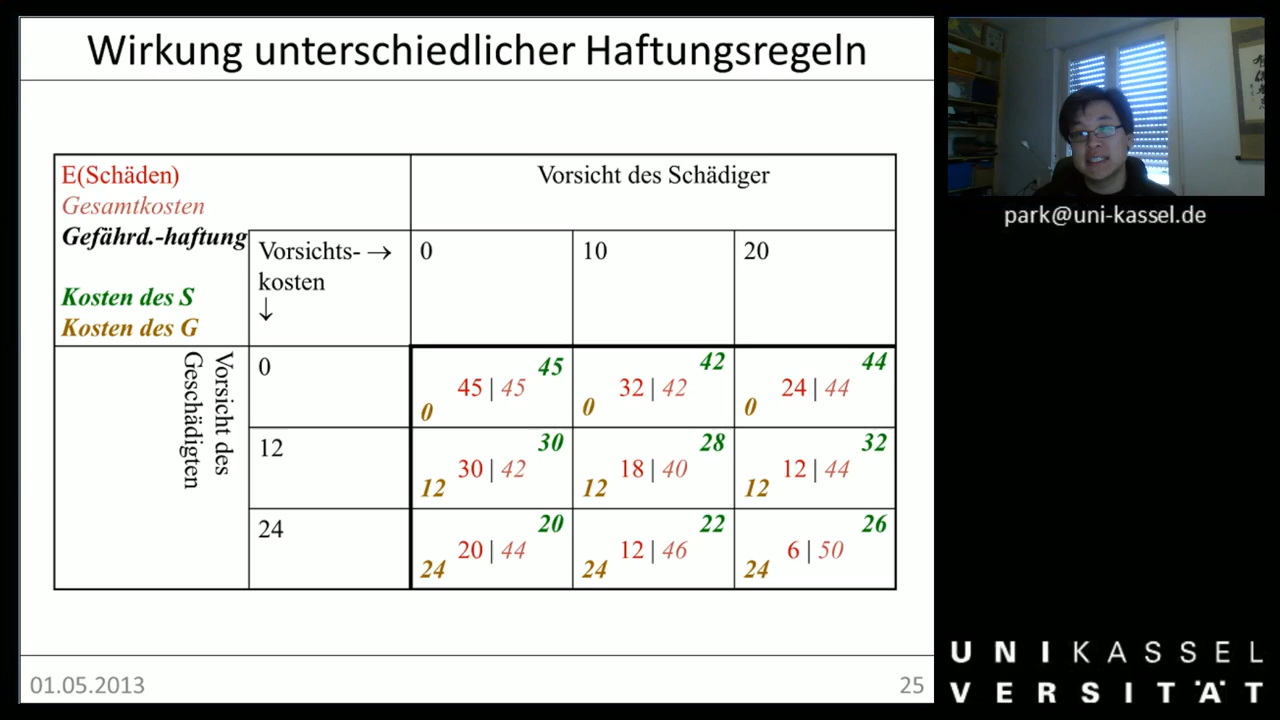 Wirkung unterschiedlicher Haftungsregeln
E(Schäden)
Gesamtkosten
Gefährd.-haftung
Kosten des S
Kosten des G
Vorsicht des Schädiger
Vorsichts- →
kosten
↓
0
10
20
Vorsicht des
Geschädigten
0
45
45 | 45
0
42
32 | 42
0
44
24 | 44
0
12
30
30 | 42
12
28
18 | 40
12
32
12 | 44
12
24
20
20 | 44
24
22
12 | 46
24
26
6 | 50
24
01.05.2013
25
park@uni-kassel.de
UNIKASSEL
VERSITÄT